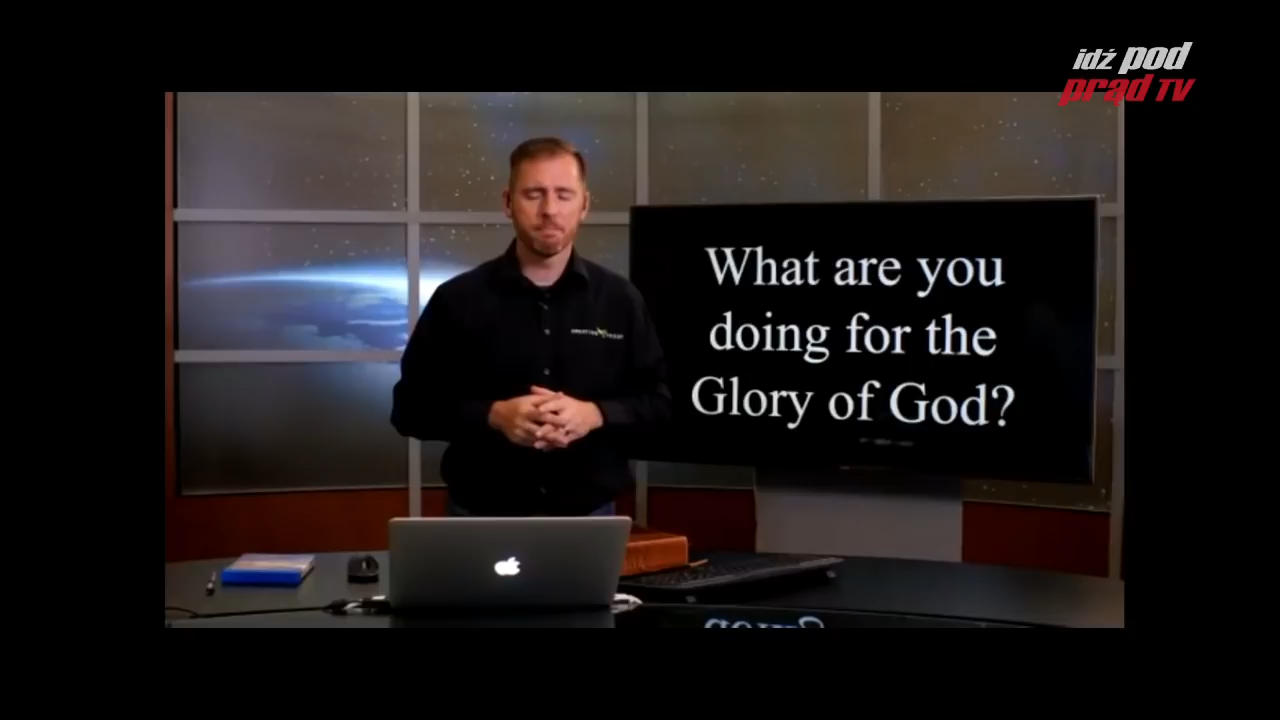 idź pod
prąd TV
What are you
doing for the
Glory of God?